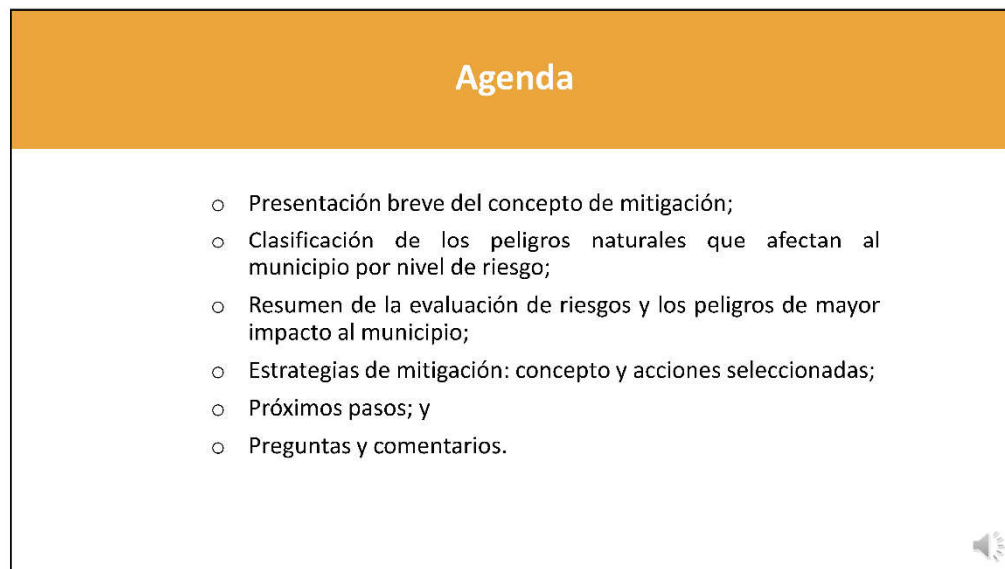 Agenda
○ Presentación breve del concepto de mitigación;
○ Clasificación de los peligros naturales que afectan al
municipio por nivel de riesgo;
○ Resumen de la evaluación de riesgos y los peligros de mayor
impacto al municipio;
○ Estrategias de mitigación: concepto y acciones seleccionadas;
○ Próximos pasos; y
○ Preguntas y comentarios.